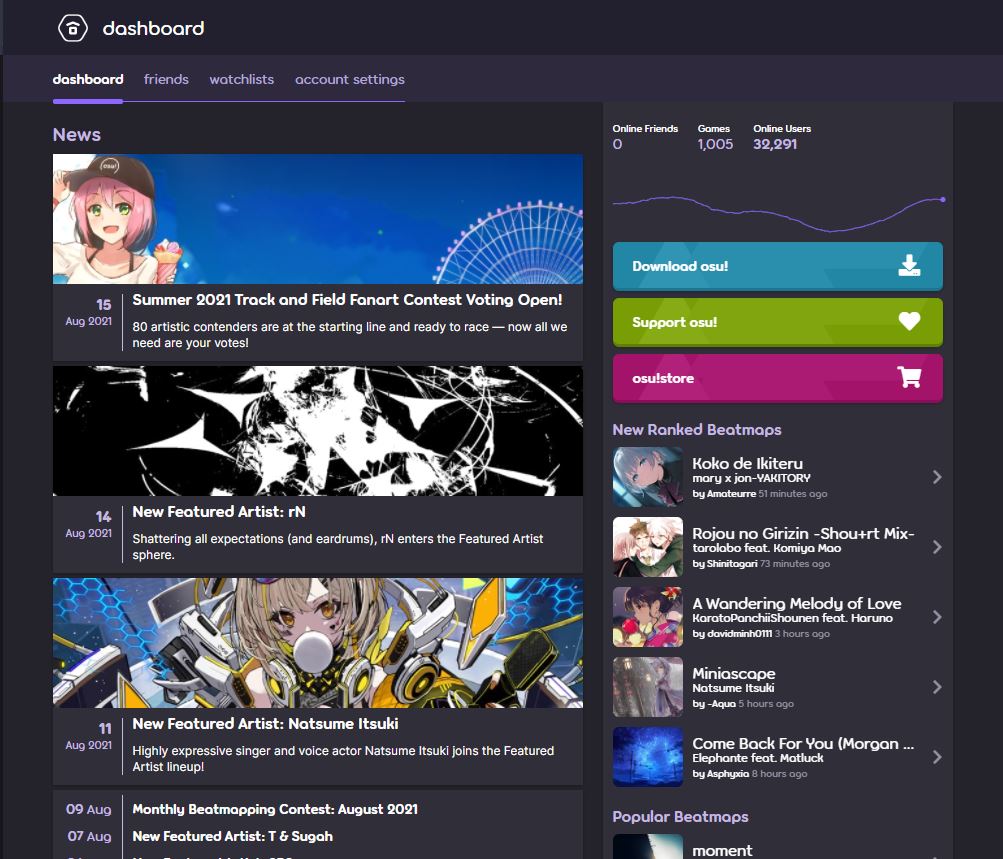 dashboard
dashboard friends watchlists account settings
News
osu!
15
Aug 2021
Summer 2021 Track and Field Fanart Contest Voting Open!
80 artistic contenders are at the starting line and ready to race — now all we
need are your votes!
14
Aug 2021
New Featured Artist: rN
Shattering all expectations (and eardrums), rN enters the Featured Artist
sphere.
11
Aug 2021
New Featured Artist: Natsume Itsuki
Highly expressive singer and voice actor Natsume Itsuki joins the Featured
Artist lineup!
09 Aug
Monthly Beatmapping Contest: August 2021
07 Aug
New Featured Artist: T & Sugah
Online Friends
0
Games
1,005
Online Users
32,291
Download osu!
Support osu!
osu!store
New Ranked Beatmaps
Koko de Ikiteru
mary x jon-YAKITORY
by Amateurre 51 minutes ago
Rojou no Girizin -Shou+rt Mix-
tarolabo feat. Komiya Mao
by Shinitagari 73 minutes ago
A Wandering Melody of Love
KaratoPanchiiShounen feat. Haruno
by davidminh0111 3 hours ago
Miniascape
Natsume Itsuki
by -Aqua 5 hours ago
Come Back For You (Morgan ...
Elephante feat. Matluck
by Asphyxia 8 hours ago
Popular Beatmaps
moment